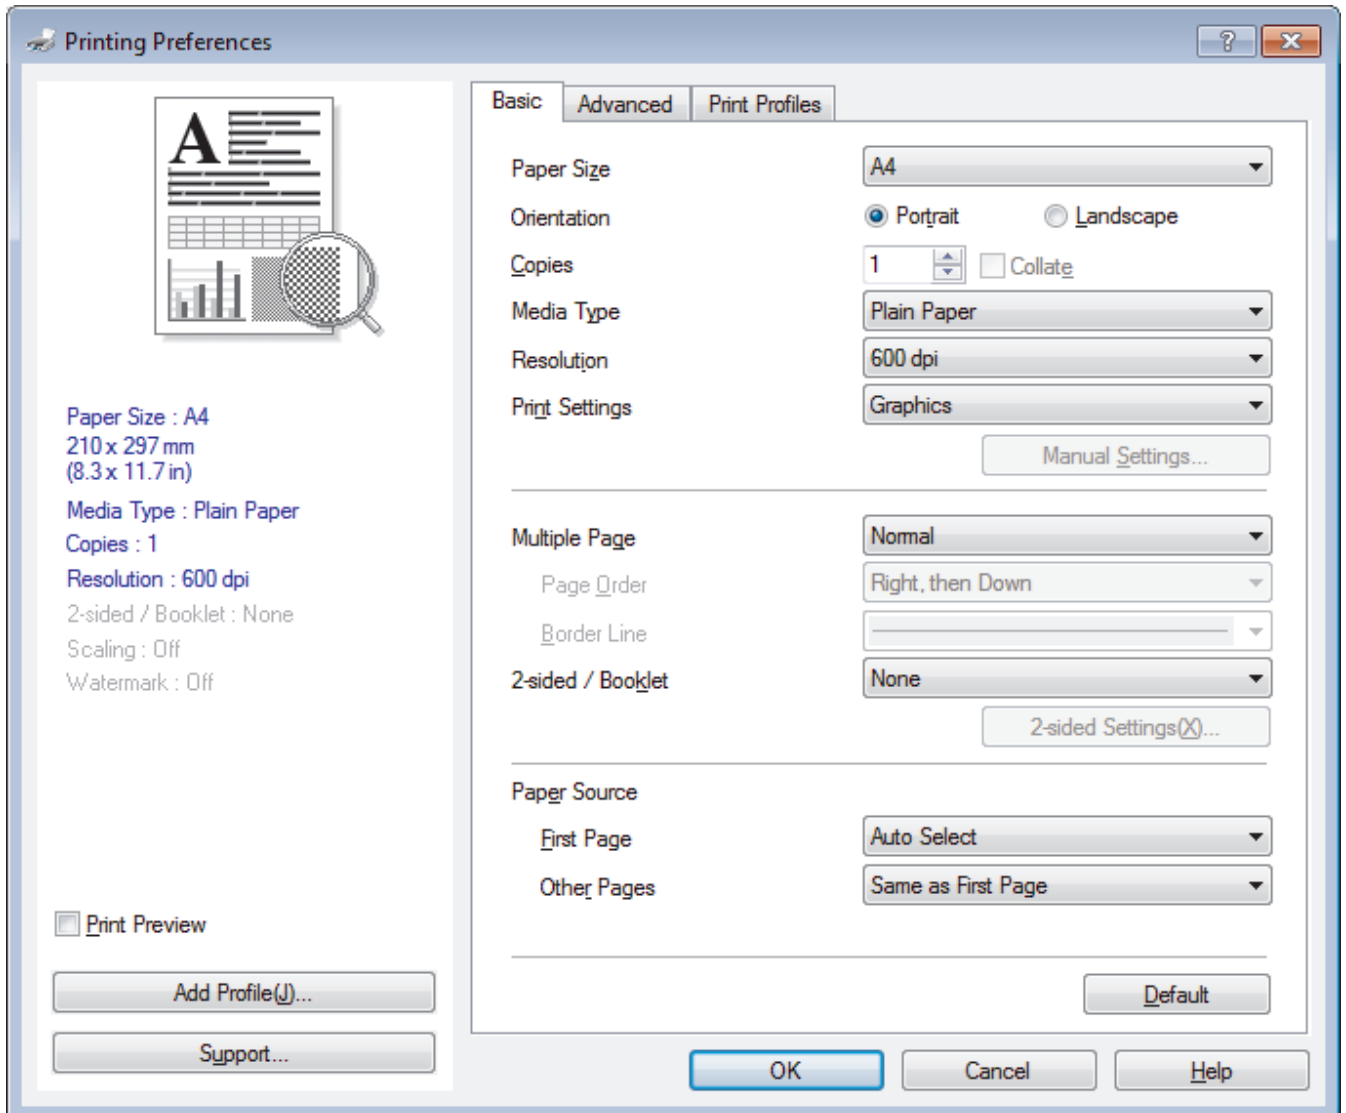 Printing Preferences
Basic Advanced Print Profiles
A
Paper Size A4
Orientation Portrait Landscape
Copies 1 Collate
Media Type Plain Paper
Resolution 600 dpi
Print Settings Graphics
Manual Settings...
Multiple Page Normal
Page Order Right, then Down
Border Line
2-sided / Booklet None
2-sided Settings(X)...
Paper Source
First Page Auto Select
Other Pages Same as First Page
Default
Paper Size : A4
210 x 297 mm
(8.3 x 11.7 in)
Media Type : Plain Paper
Copies : 1
Resolution : 600 dpi
2-sided / Booklet : None
Scaling : Off
Watermark : Off
Print Preview
Add Profile(J)...
Support...
OK Cancel Help